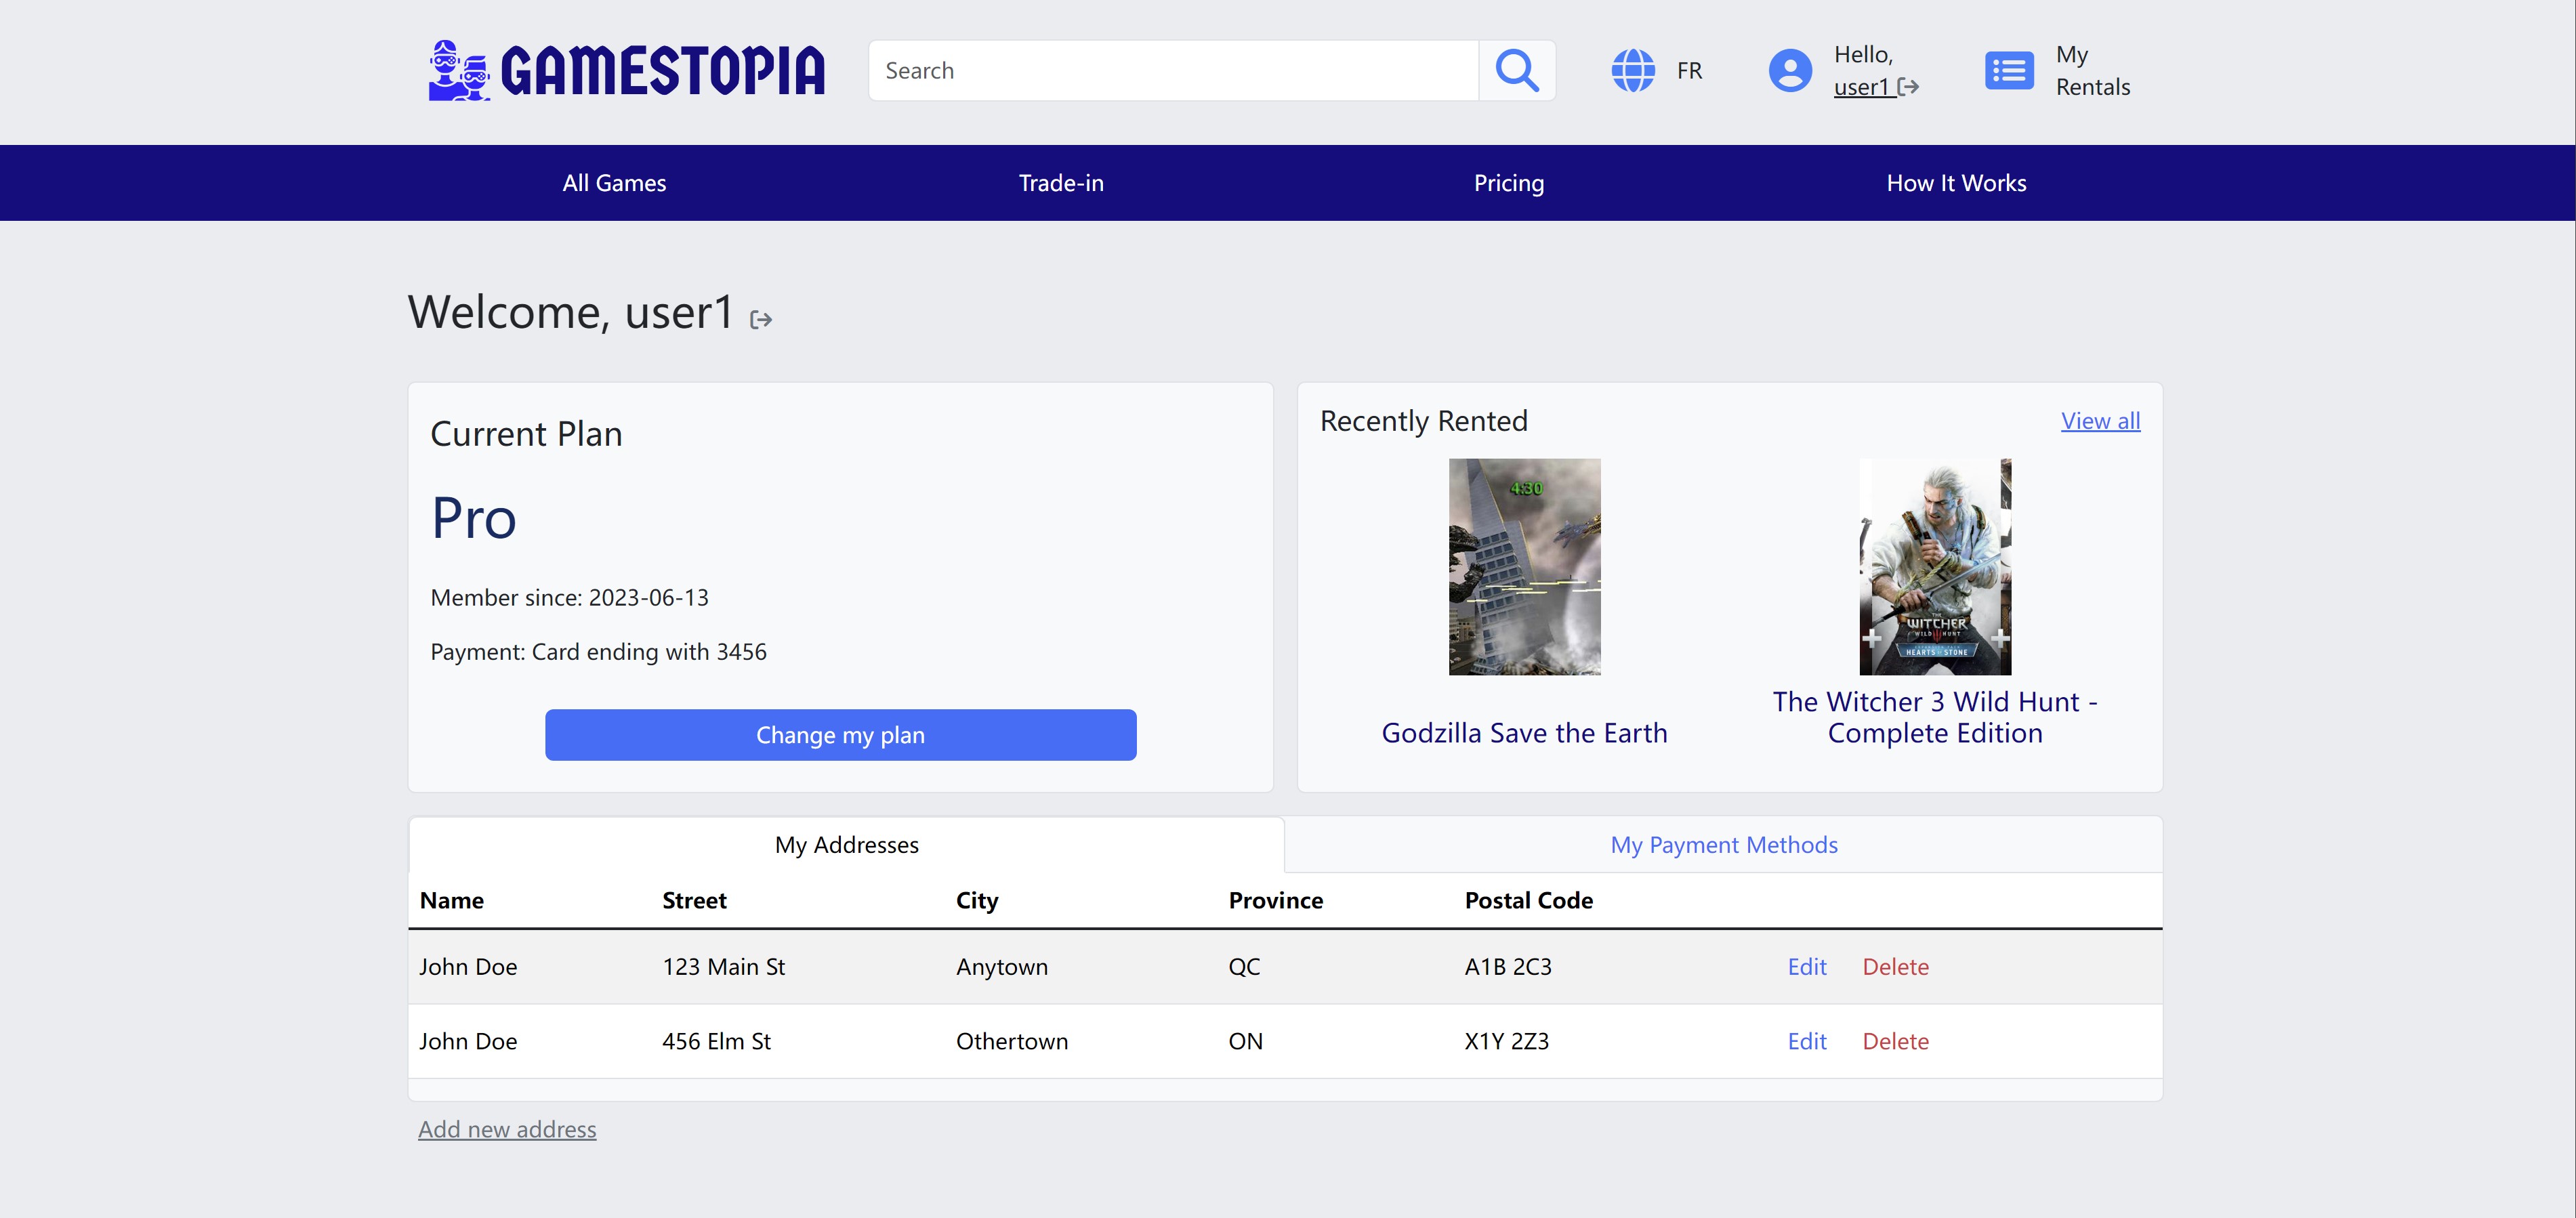 GAMESTOPIA
Search
FR
Hello,
user1
My
Rentals
All Games
Trade-in
Pricing
How It Works
Welcome, user1
Current Plan
Pro
Member since: 2023-06-13
Payment: Card ending with 3456
Change my plan
Recently Rented
View all
4:30
Godzilla Save the Earth
THE
WITCHER
WILD HUNT
HEARTS OF STONE
The Witcher 3 Wild Hunt -
Complete Edition
My Addresses
My Payment Methods
Name Street City Province Postal Code
John Doe 123 Main St Anytown QC A1B 2C3 Edit Delete
John Doe 456 Elm St Othertown ON X1Y 2Z3 Edit Delete
Add new address